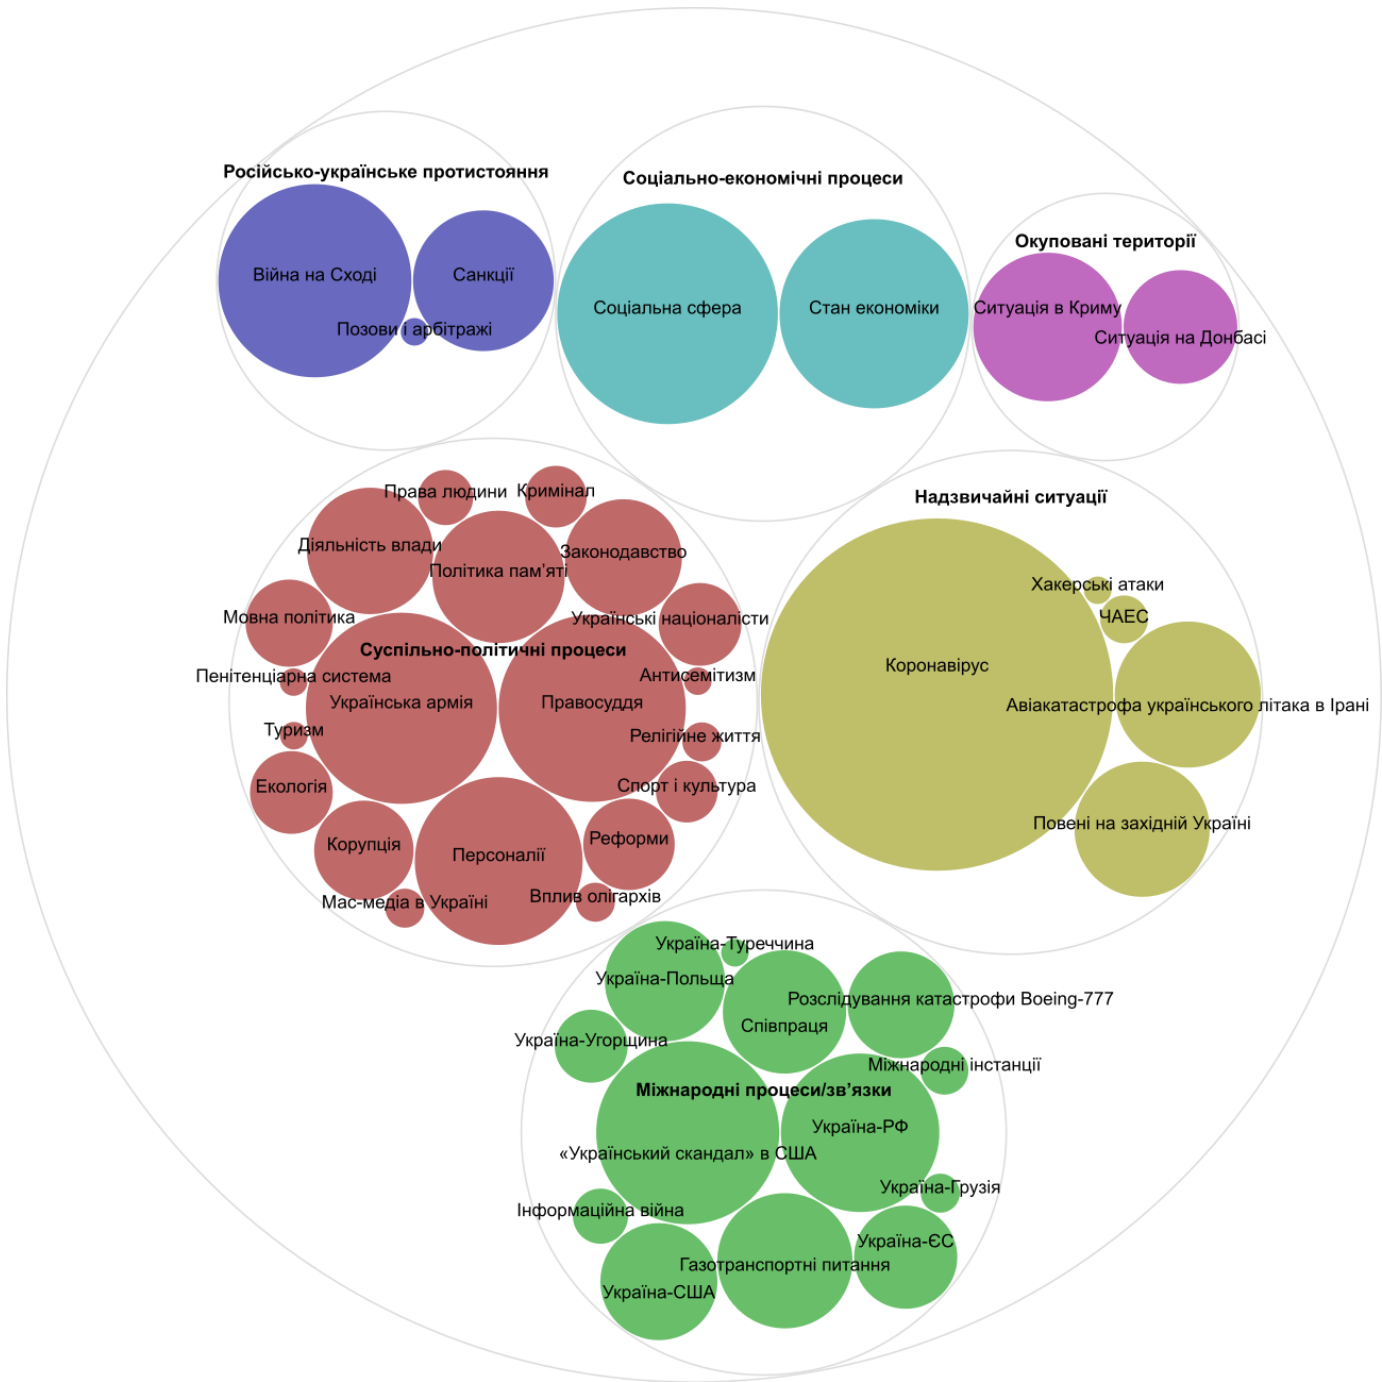 Російсько-українське протистояння
Війна на Сході
Санкції
Позови і арбітражі
Соціально-економічні процеси
Соціальна сфера
Стан економіки
Окуповані території
Ситуація в Криму
Ситуація на Донбасі
Права людини
Кримінал
Діяльність влади
Законодавство
Політика пам’яті
Мовна політика
Українські націоналісти
Суспільно-політичні процеси
Пенітенціарна система
Антисемітизм
Українська армія
Правосуддя
Туризм
Релігійне життя
Екологія
Спорт і культура
Корупція
Реформи
Персоналії
Мас-медіа в Україні
Вплив олігархів
Надзвичайні ситуації
Хакерські атаки
ЧАЕС
Коронавірус
Авіакатастрофа українського літака в Ірані
Повені на західній Україні
Україна-Туреччина
Україна-Польща
Розслідування катастрофи Boeing-777
Співпраця
Україна-Угорщина
Міжнародні інстанції
Міжнародні процеси/зв’язки
Україна-РФ
«Український скандал» в США
Україна-Грузія
Інформаційна війна
Україна-ЄС
Газотранспортні питання
Україна-США